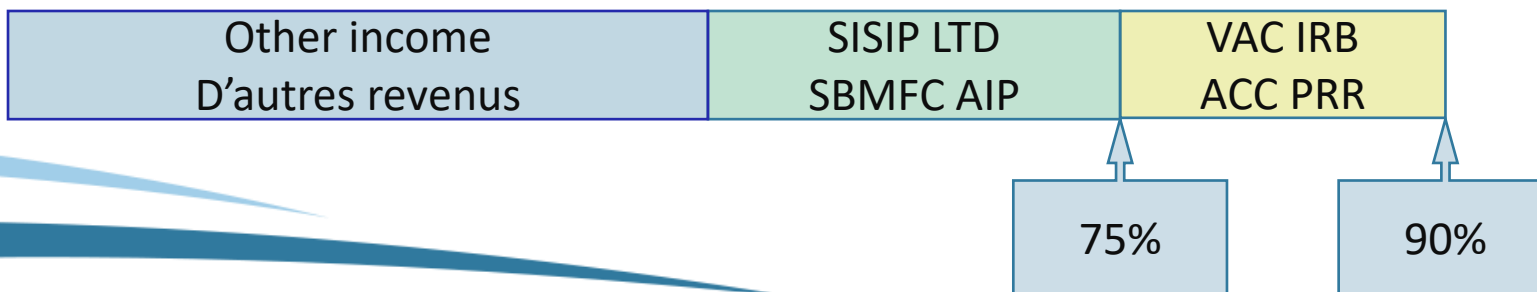 Other income
D'autres revenus
SISIP LTD
SBMFC AIP
VAC IRB
ACC PRR
75%
90%